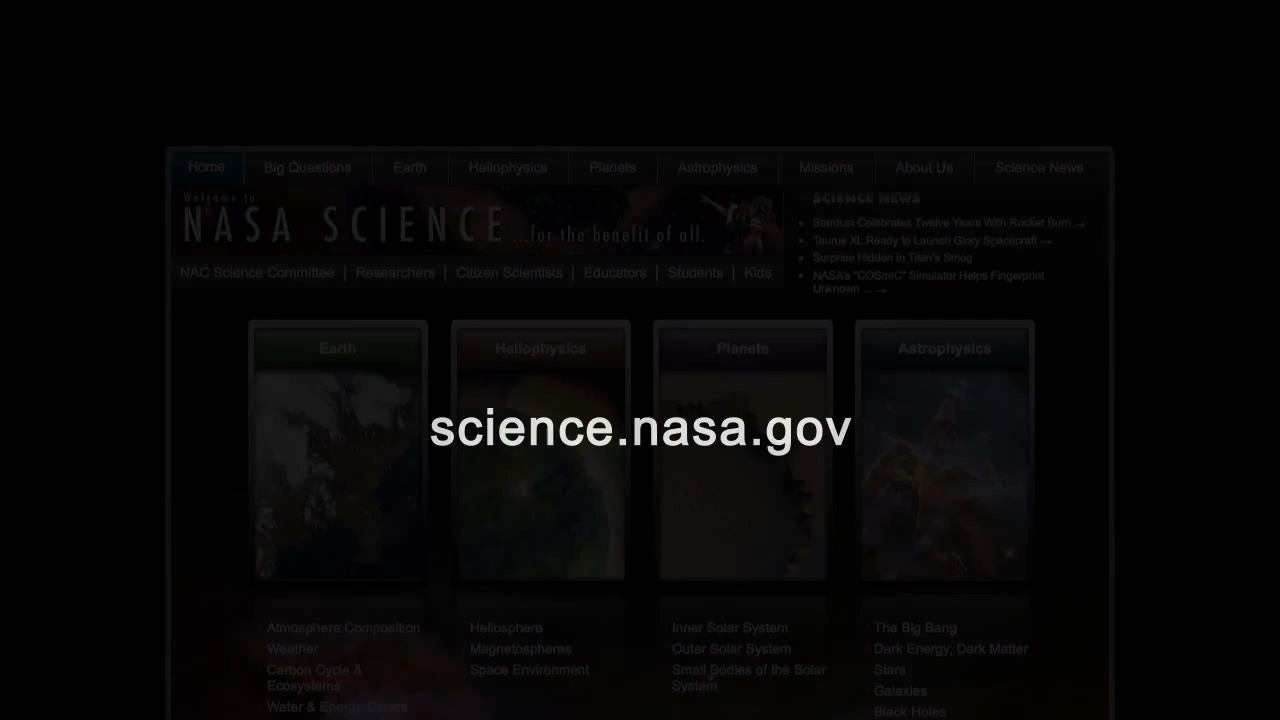 Home Big Questions Earth Heliophysics Planets Astrophysics Missions About Us Science News
Welcome to
NASA SCIENCE ...for the benefit of all.
SCIENCE NEWS
Stardust Celebrates Twelve Years With Rocket Burn →
Taurus XL Ready to Launch Glory Spacecraft →
Surprise Hidden in Titan's Smog
NASA's "COSmIC" Simulator Helps Fingerprint
Unknown ... →
NAC Science Committee | Researchers | Citizen Scientists | Educators | Students | Kids
Earth Heliophysics Planets Astrophysics
science.nasa.gov
Atmosphere Composition
Weather
Carbon Cycle &
Ecosystems
Water & Energy Cycles
Heliosphere
Magnetospheres
Space Environment
Inner Solar System
Outer Solar System
Small Bodies of the Solar
System
The Big Bang
Dark Energy, Dark Matter
Stars
Galaxies
Black Holes